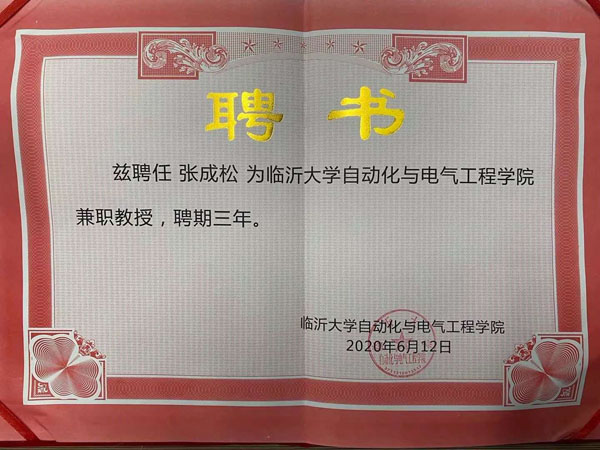 聘书
兹聘任 张成松 为临沂大学自动化与电气工程学院
兼职教授，聘期三年。
临沂大学自动化与电气工程学院
2020年6月12日